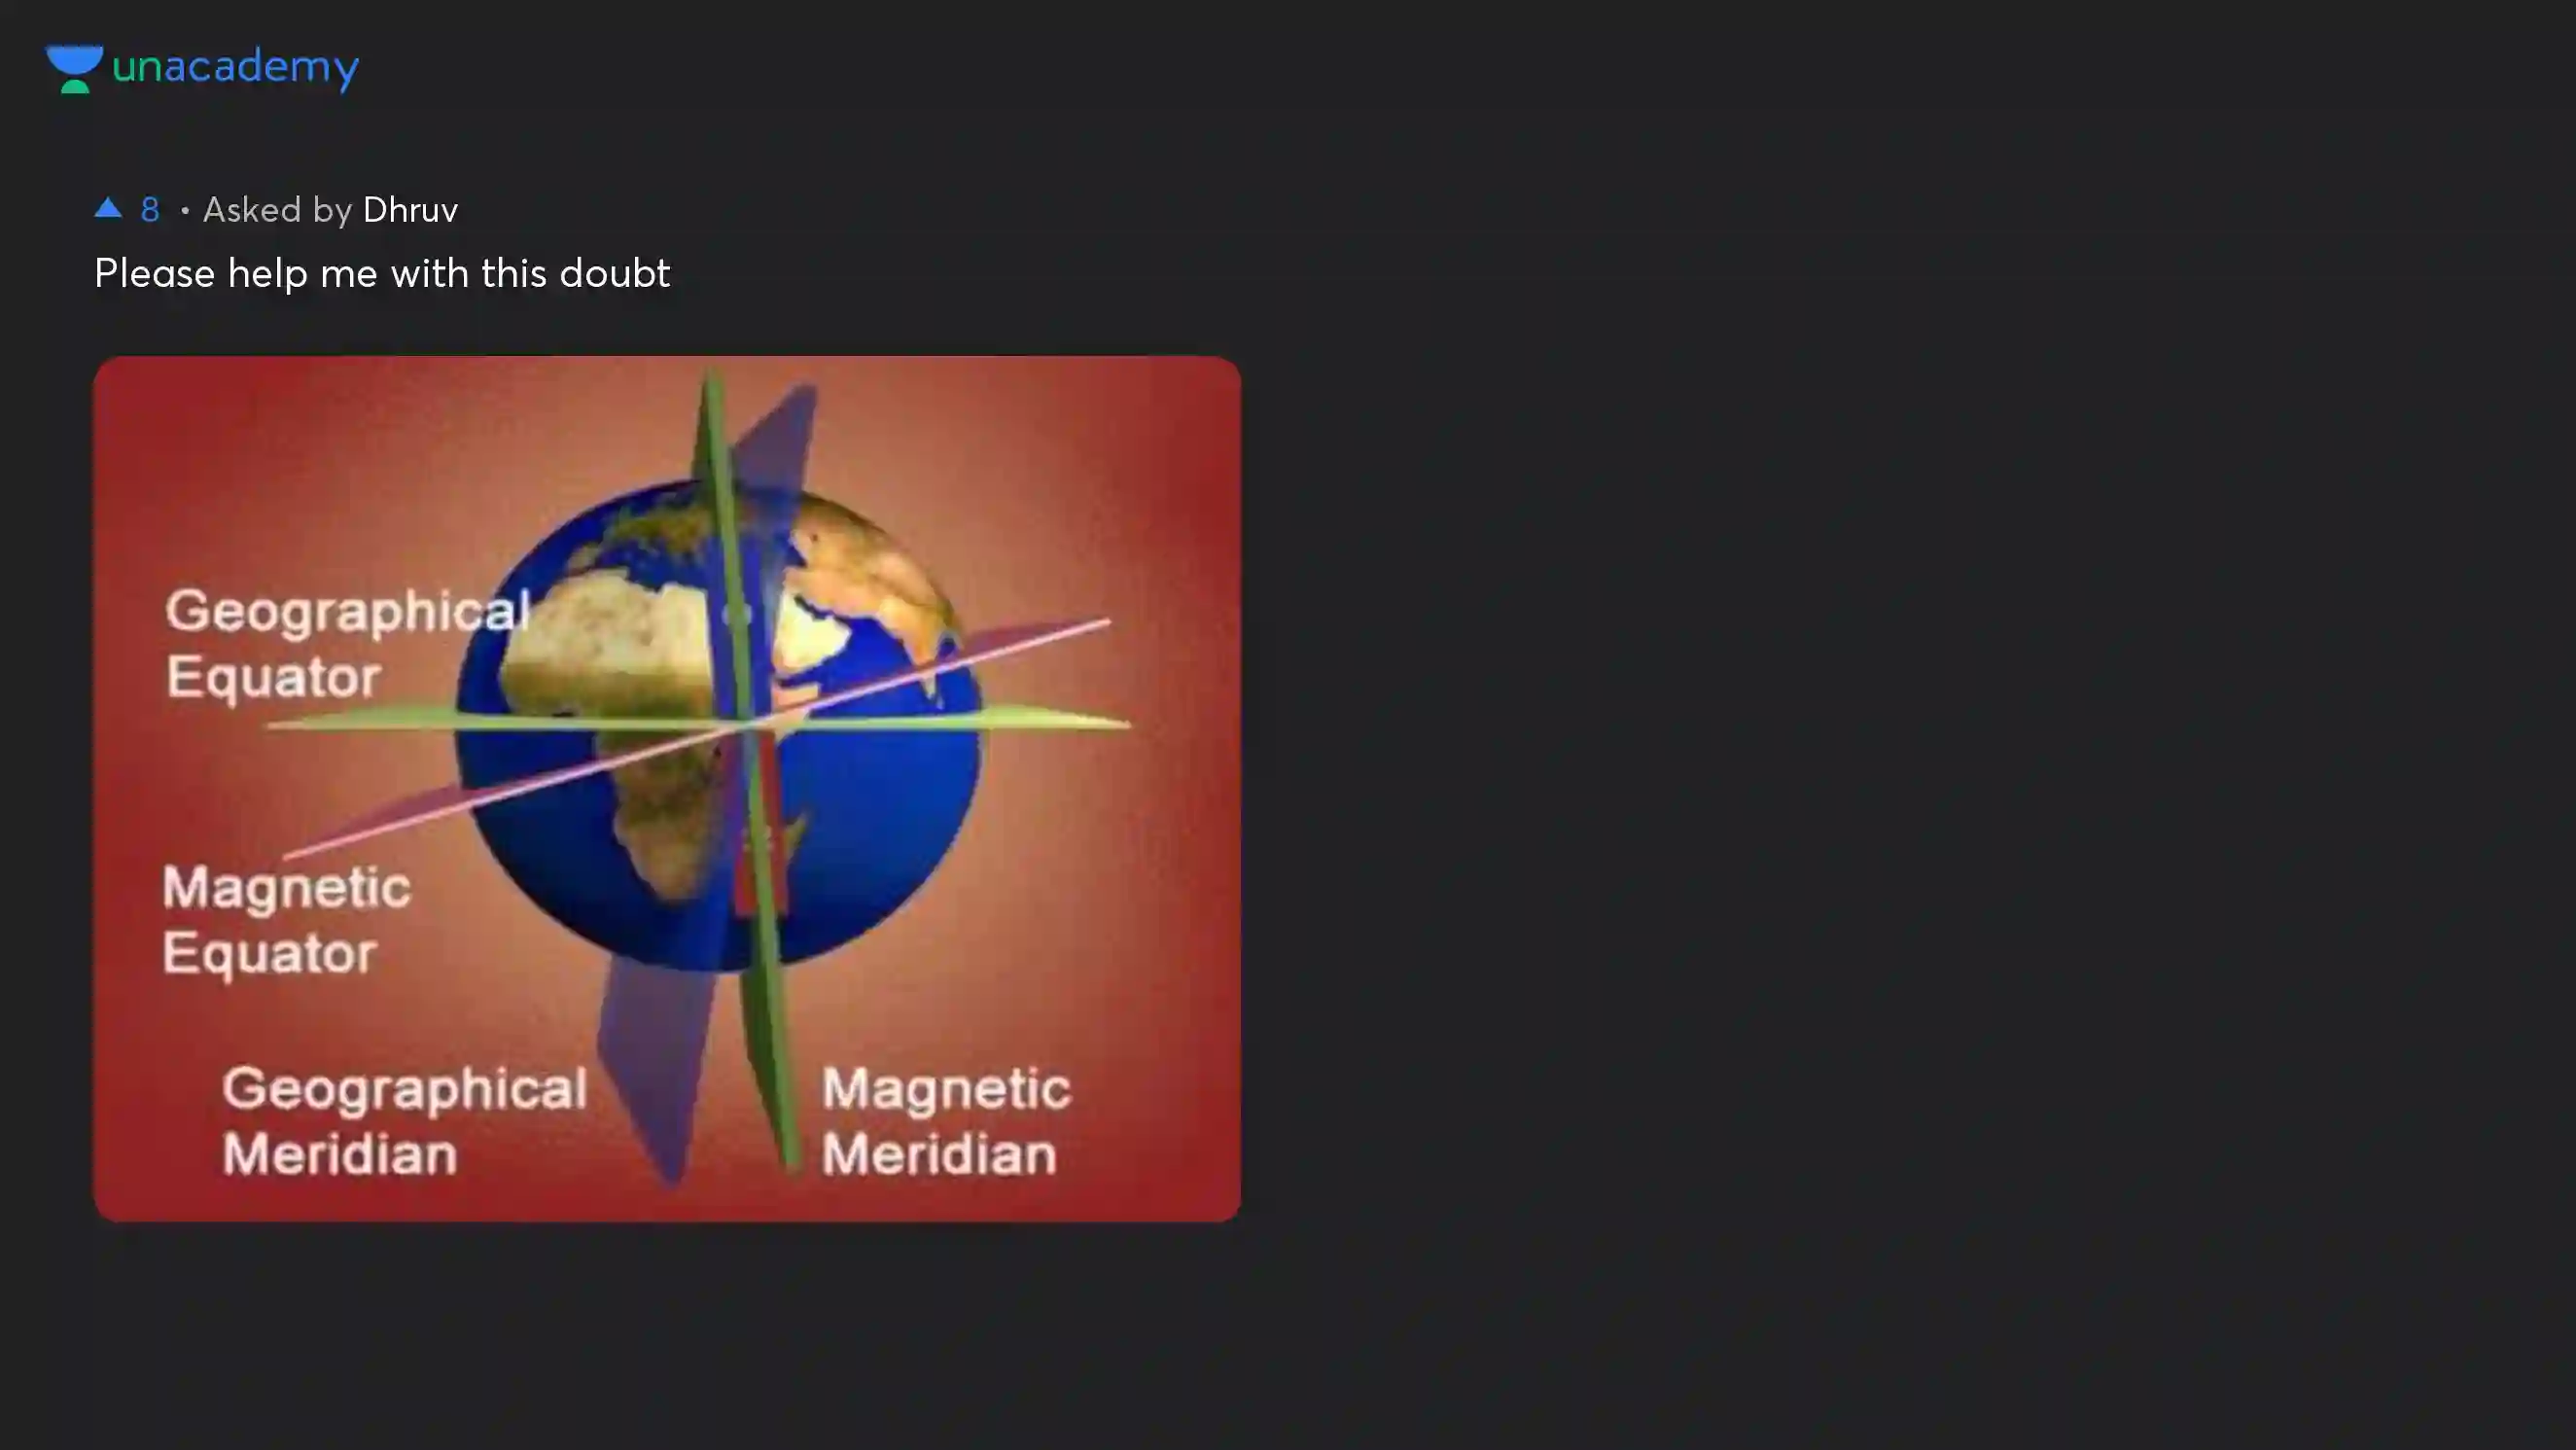 unacademy
8 • Asked by Dhruv
Please help me with this doubt
Geographical
Equator
Magnetic
Equator
Geographical
Meridian
Magnetic
Meridian